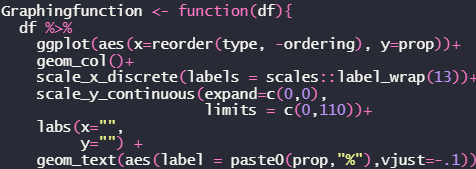 Graphingfunction <- function(df){
df %>%
ggplot(aes(x=reorder(type, -ordering), y=prop))+
geom_col()+
scale_x_discrete(labels = scales::label_wrap(13))+
scale_y_continuous(expand=c(0,0),
limits = c(0,110))+
labs(x="",
y="") +
geom_text(aes(label = paste0(prop,"%"),vjust=-.1))